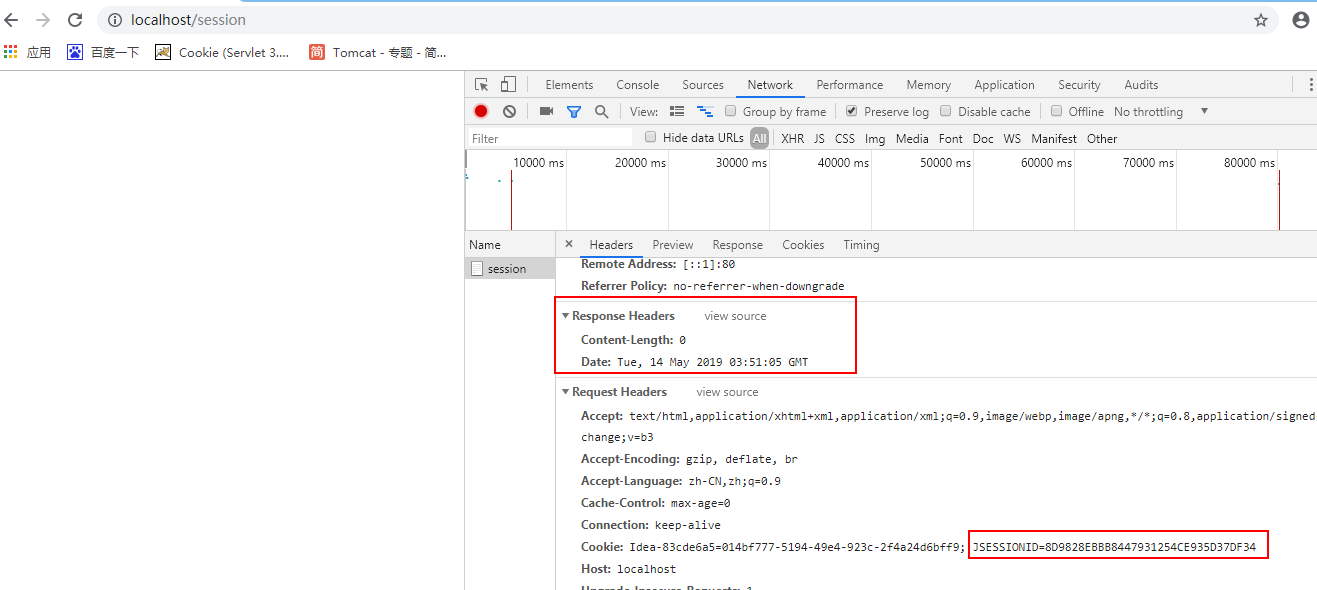 localhost/session
应用 百度一下 Cookie (Servlet 3.... 简 Tomcat - 专题 - 简...
Elements Console Sources Network Performance Memory Application Security Audits
View: Group by frame Preserve log Disable cache Offline No throttling
Filter Hide data URLs All XHR JS CSS Img Media Font Doc WS Manifest Other
10000 ms 20000 ms 30000 ms 40000 ms 50000 ms 60000 ms 70000 ms 80000 ms
Name × Headers Preview Response Cookies Timing
session
Remote Address: [::1]:80
Referrer Policy: no-referrer-when-downgrade
Response Headers view source
Content-Length: 0
Date: Tue, 14 May 2019 03:51:05 GMT
Request Headers view source
Accept: text/html,application/xhtml+xml,application/xml;q=0.9,image/webp,image/apng,*/*;q=0.8,application/signed
change;v=b3
Accept-Encoding: gzip, deflate, br
Accept-Language: zh-CN,zh;q=0.9
Cache-Control: max-age=0
Connection: keep-alive
Cookie: Idea-83cde6a5=014bf777-5194-49e4-923c-2f4a24d6bff9; JSESSIONID=8D9828EBBB8447931254CE935D37DF34
Host: localhost
Upgrade-Insecure-Requests: 1